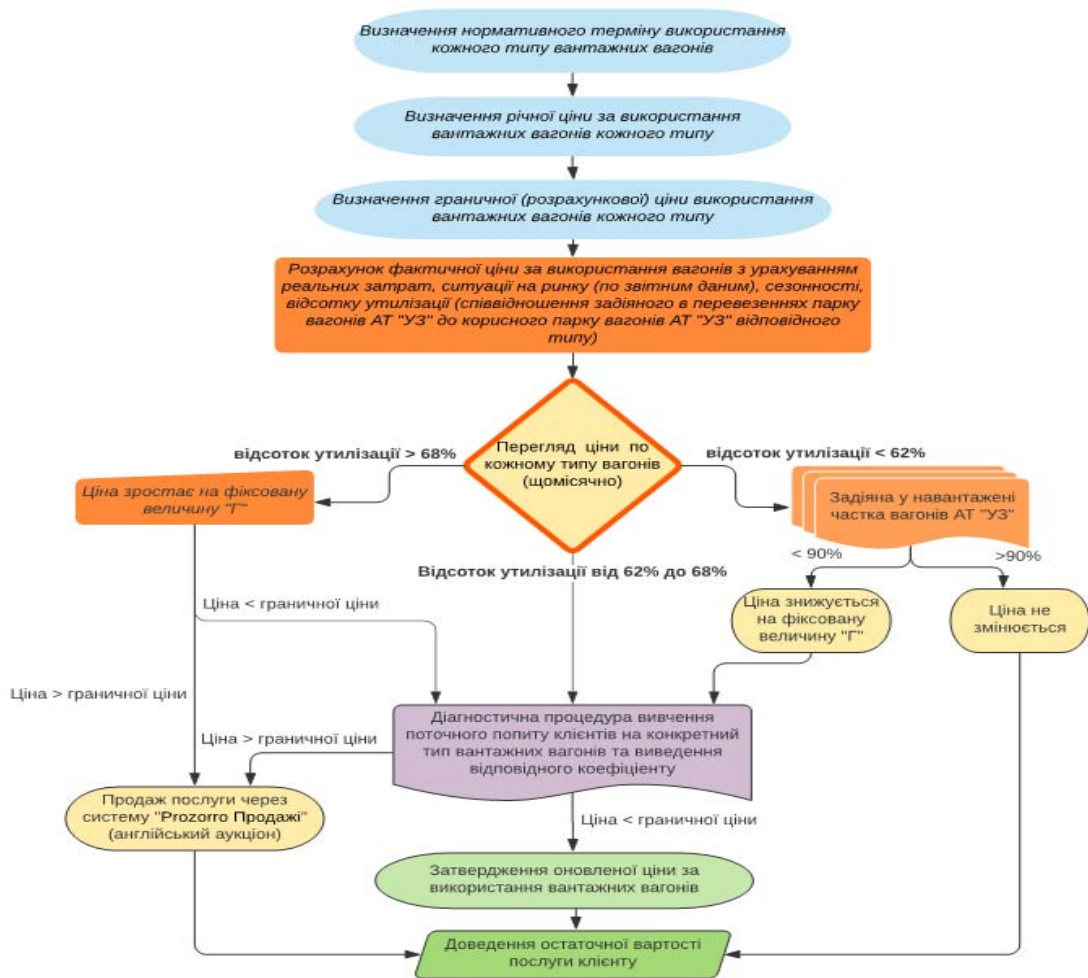 Визначення нормативного терміну використання
кожного типу вантажних вагонів
Визначення річної ціни за використання
вантажних вагонів кожного типу
Визначення граничної (розрахункової) ціни використання
вантажних вагонів кожного типу
Розрахунок фактичної ціни за використання вагонів з урахуванням
реальних затрат, ситуації на ринку (по звітним даним), сезонності,
відсотку утилізації (співвідношення задіяного в перевезеннях парку
вагонів АТ "УЗ" до корисного парку вагонів АТ "УЗ" відповідного
типу)
Перегляд ціни по
кожному типу вагонів
(щомісячно)
відсоток утилізації > 68%
відсоток утилізації < 62%
Ціна зростає на фіксовану
величину "Г"
Задіяна у навантажені
частка вагонів АТ "УЗ"
< 90%
>90%
Відсоток утилізації від 62% до 68%
Ціна знижується
на фіксовану
величину "Г"
Ціна не
змінюється
Ціна < граничної ціни
Ціна > граничної ціни
Діагностична процедура вивчення
поточного попиту клієнтів на конкретний
тип вантажних вагонів та виведення
відповідного коефіціенту
Ціна > граничної ціни
Продаж послуги через
систему "Prozorro Продажі"
(англійський аукціон)
Ціна < граничної ціни
Затвердження оновленої ціни за
використання вантажних вагонів
Доведення остаточної вартості
послуги клієнту